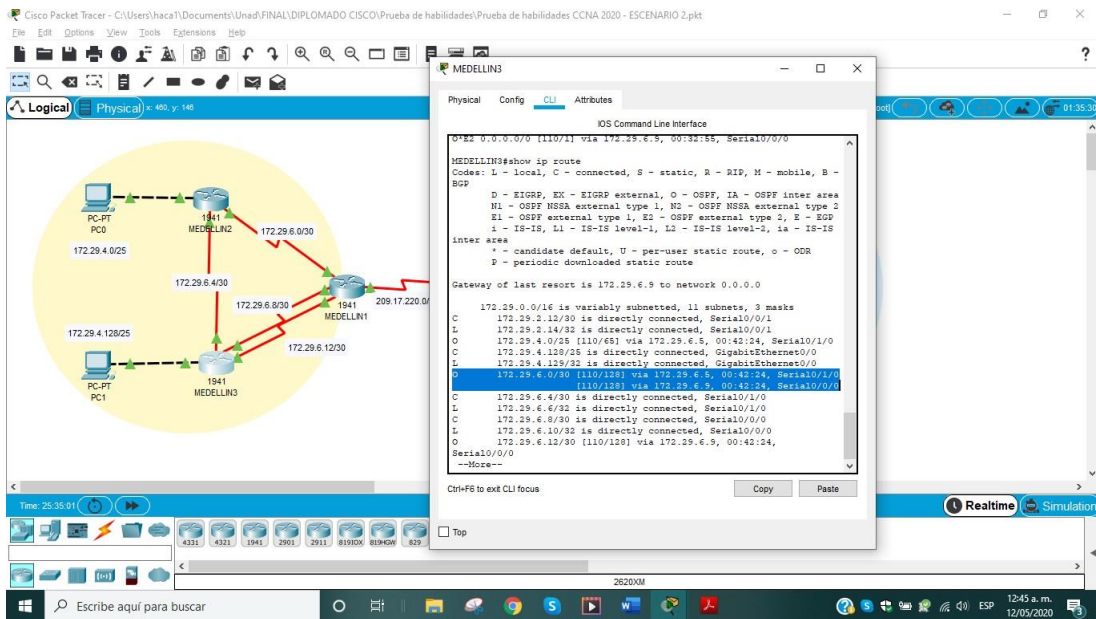 Cisco Packet Tracer - C:\Users\haca1\Documents\Unad\FINAL\DIPLOMADO CISCO\Prueba de habilidades\Prueba de habilidades CCNA 2020 - ESCENARIO 2.pkt
File Edit Options View Tools Extensions Help
?
Logical
Physical
x: 460, y: 146
01:35:30
PC-PT
PC0
172.29.4.0/25
1941
MEDELLIN2
172.29.6.0/30
172.29.6.4/30
172.29.6.8/30
1941
MEDELLIN1
209.17.220.0/
172.29.6.12/30
172.29.4.128/25
PC-PT
PC1
1941
MEDELLIN3
MEDELLIN3
Physical Config CLI Attributes
IOS Command Line Interface
O*E2 0.0.0.0/0 [110/1] via 172.29.6.9, 00:32:55, Serial0/0/0
MEDELLIN3#show ip route
Codes: L - local, C - connected, S - static, R - RIP, M - mobile, B -
BGP
D - EIGRP, EX - EIGRP external, O - OSPF, IA - OSPF inter area
N1 - OSPF NSSA external type 1, N2 - OSPF NSSA external type 2
E1 - OSPF external type 1, E2 - OSPF external type 2, E - EGP
i - IS-IS, L1 - IS-IS level-1, L2 - IS-IS level-2, ia - IS-IS
inter area
* - candidate default, U - per-user static route, o - ODR
P - periodic downloaded static route
Gateway of last resort is 172.29.6.9 to network 0.0.0.0
172.29.0.0/16 is variably subnetted, 11 subnets, 3 masks
C 172.29.2.12/30 is directly connected, Serial0/0/1
L 172.29.2.14/32 is directly connected, Serial0/0/1
O 172.29.4.0/25 [110/65] via 172.29.6.5, 00:42:24, Serial0/1/0
C 172.29.4.128/25 is directly connected, GigabitEthernet0/0
L 172.29.4.129/32 is directly connected, GigabitEthernet0/0
O 172.29.6.0/30 [110/128] via 172.29.6.5, 00:42:24, Serial0/1/0
[110/128] via 172.29.6.9, 00:42:24, Serial0/0/0
C 172.29.6.4/30 is directly connected, Serial0/1/0
L 172.29.6.6/32 is directly connected, Serial0/1/0
C 172.29.6.8/30 is directly connected, Serial0/0/0
L 172.29.6.10/32 is directly connected, Serial0/0/0
O 172.29.6.12/30 [110/128] via 172.29.6.9, 00:42:24,
Serial0/0/0
--More--
Ctrl+F6 to exit CLI focus
Copy
Paste
Top
Time: 25:35:01
Realtime
Simulation
4331 4321 1941 2901 2911 819IOX 819HGW 829
2620XM
Escribe aquí para buscar
ESP
12:45 a. m.
12/05/2020